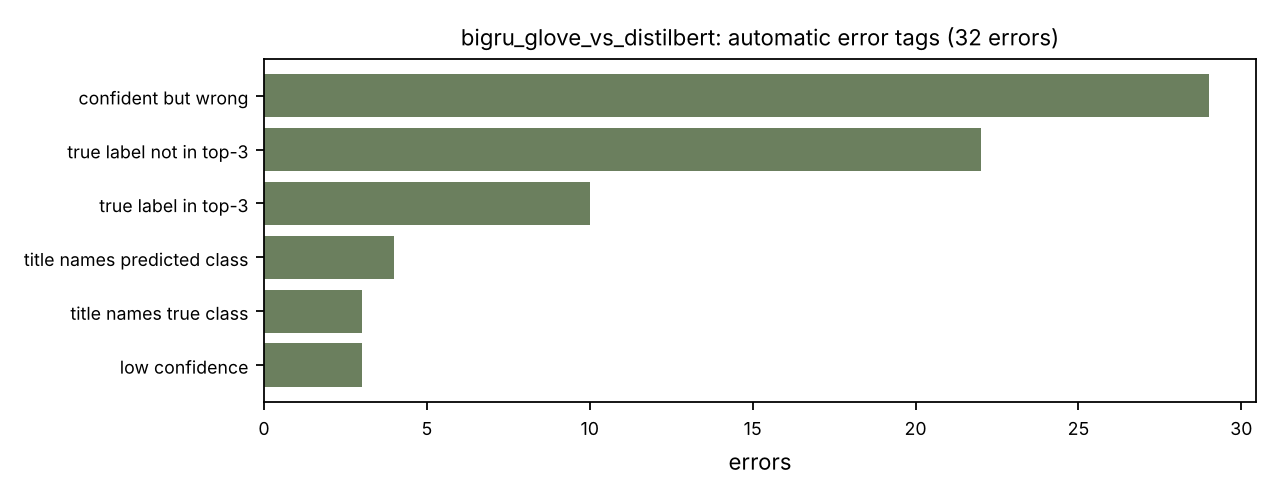 bigru_glove_vs_distilbert: automatic error tags (32 errors)
confident but wrong
true label not in top-3
true label in top-3
title names predicted class
title names true class
low confidence
0 5 10 15 20 25 30
errors